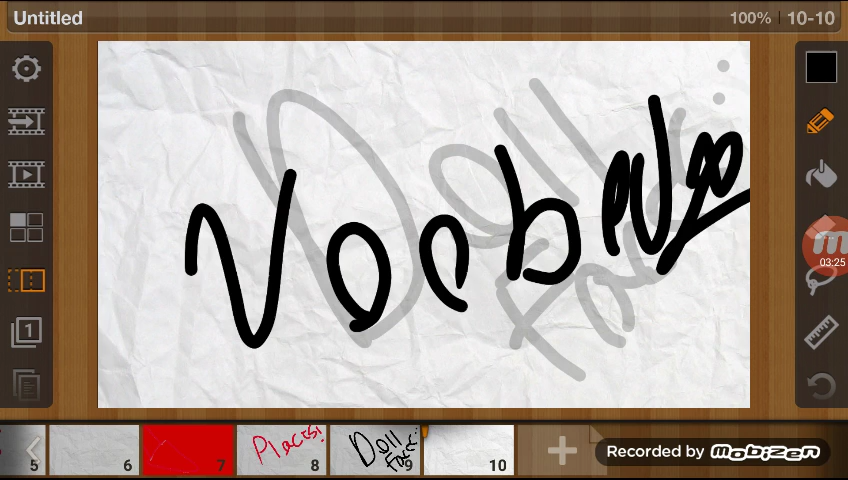 Untitled
100% 10-10
Doll
Face:
1
03:25
5
6
7
Places!
8
Doll
Face:
9
10
Recorded by MOBIZEN